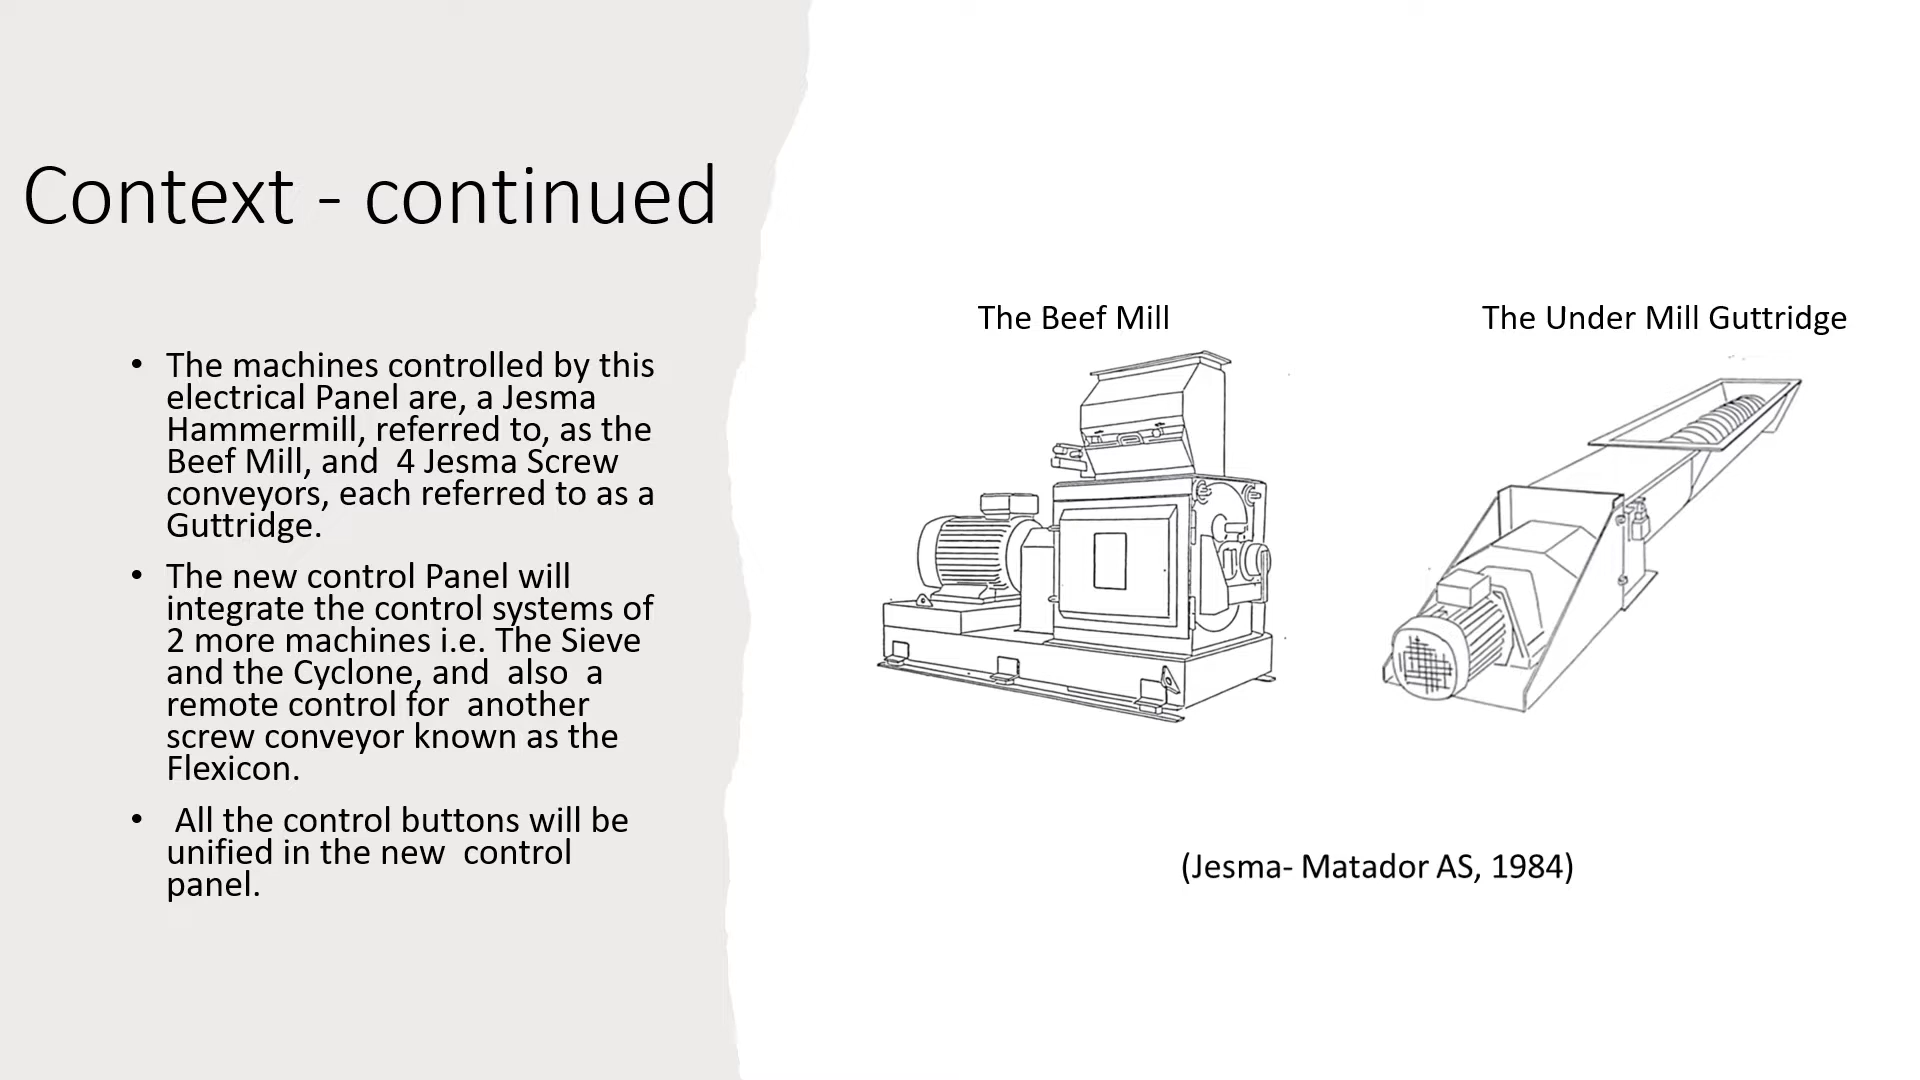 Context - continued
• The machines controlled by this
electrical Panel are, a Jesma
Hammermill, referred to, as the
Beef Mill, and  4 Jesma Screw
conveyors, each referred to as a
Guttridge.
• The new control Panel will
integrate the control systems of
2 more machines i.e. The Sieve
and the Cyclone, and  also  a
remote control for  another
screw conveyor known as the
Flexicon.
•  All the control buttons will be
unified in the new  control
panel.
The Beef Mill
The Under Mill Guttridge
(Jesma- Matador AS, 1984)